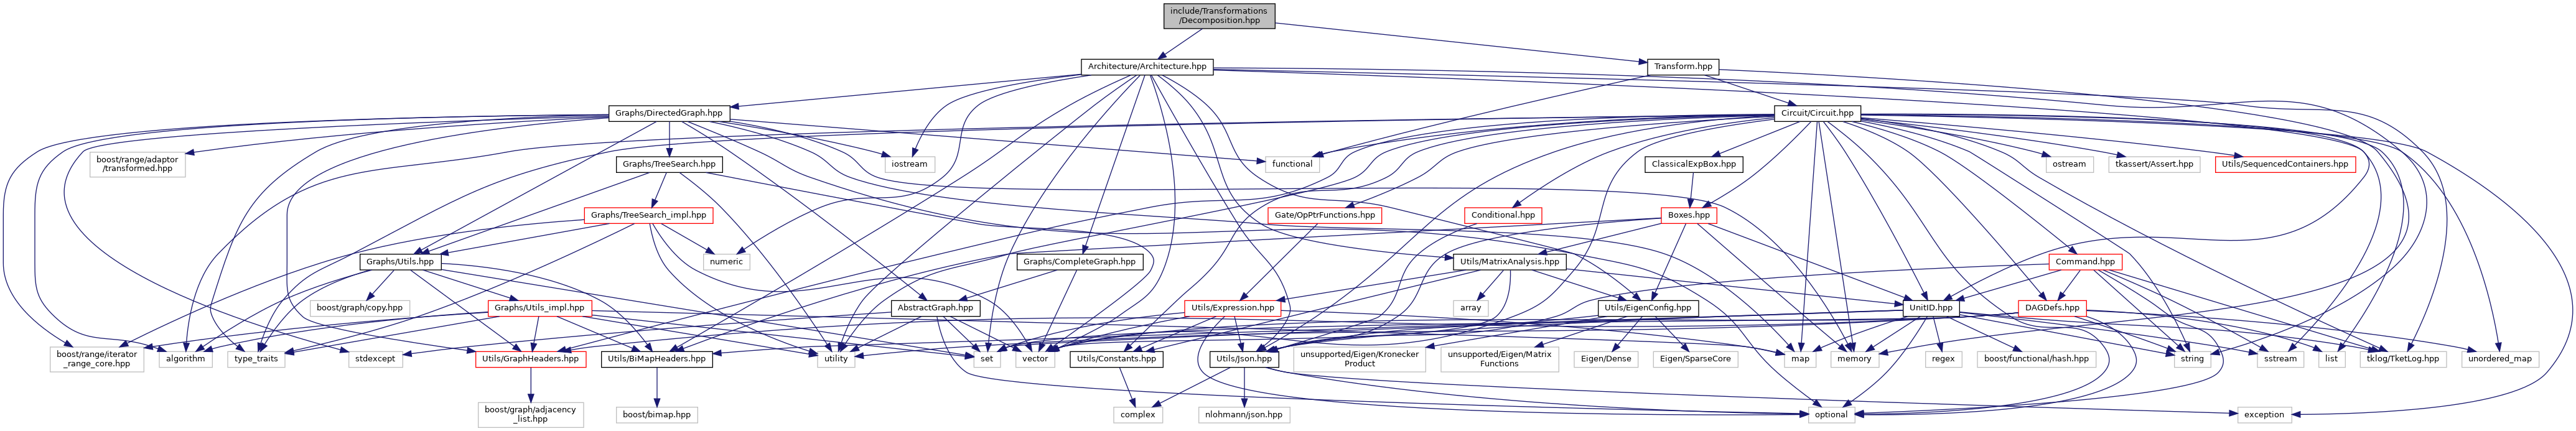 include/Transformations
/Decomposition.hpp
Architecture/Architecture.hpp
Transform.hpp
Graphs/DirectedGraph.hpp
Circuit/Circuit.hpp
boost/range/adaptor
/transformed.hpp
Graphs/TreeSearch.hpp
iostream
functional
ClassicalExpBox.hpp
ostream
tkassert/Assert.hpp
Utils/SequencedContainers.hpp
Graphs/TreeSearch_impl.hpp
Gate/OpPtrFunctions.hpp
Conditional.hpp
Boxes.hpp
Graphs/Utils.hpp
numeric
Graphs/CompleteGraph.hpp
Utils/MatrixAnalysis.hpp
Command.hpp
boost/graph/copy.hpp
Graphs/Utils_impl.hpp
AbstractGraph.hpp
Utils/Expression.hpp
array
Utils/EigenConfig.hpp
UnitID.hpp
DAGDefs.hpp
boost/range/iterator
_range_core.hpp
algorithm
type_traits
stdexcept
Utils/GraphHeaders.hpp
Utils/BiMapHeaders.hpp
utility
set
vector
Utils/Constants.hpp
Utils/Json.hpp
unsupported/Eigen/Kronecker
Product
unsupported/Eigen/Matrix
Functions
Eigen/Dense
Eigen/SparseCore
map
memory
regex
boost/functional/hash.hpp
string
sstream
list
tklog/TketLog.hpp
unordered_map
boost/graph/adjacency
_list.hpp
boost/bimap.hpp
complex
nlohmann/json.hpp
optional
exception